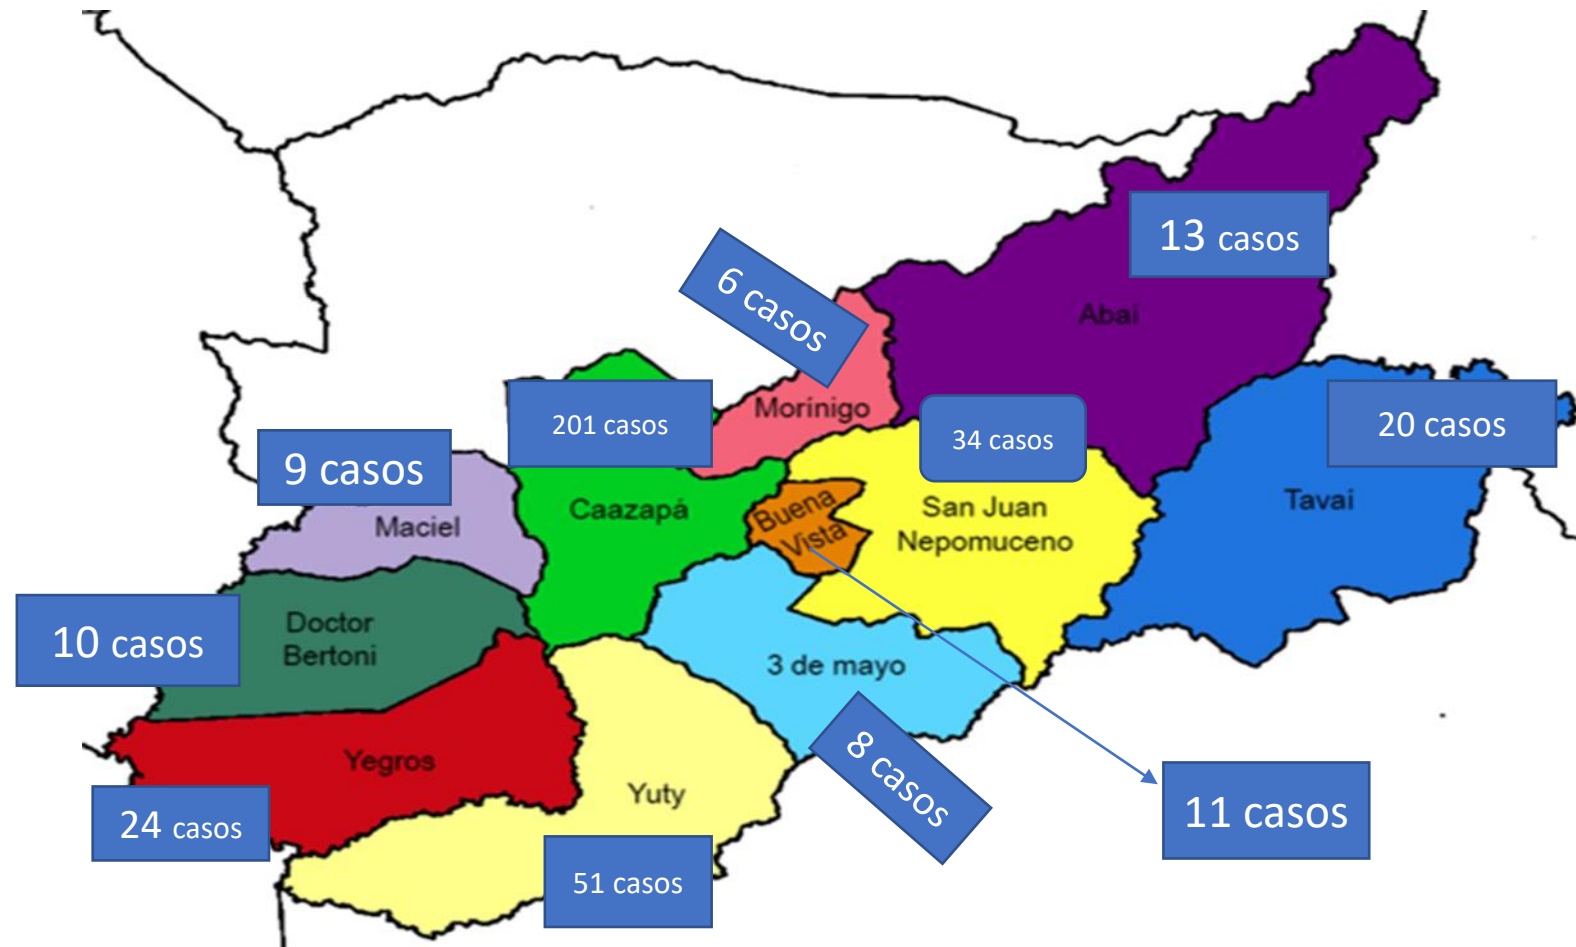 13 casos
Abai
6 casos
Morínigo
201 casos
34 casos
20 casos
9 casos
Maciel
Caazapá
Buena
Vista
San Juan
Nepomuceno
Tavai
10 casos
Doctor
Bertoni
3 de mayo
Yegros
8 casos
Yuty
24 casos
11 casos
51 casos